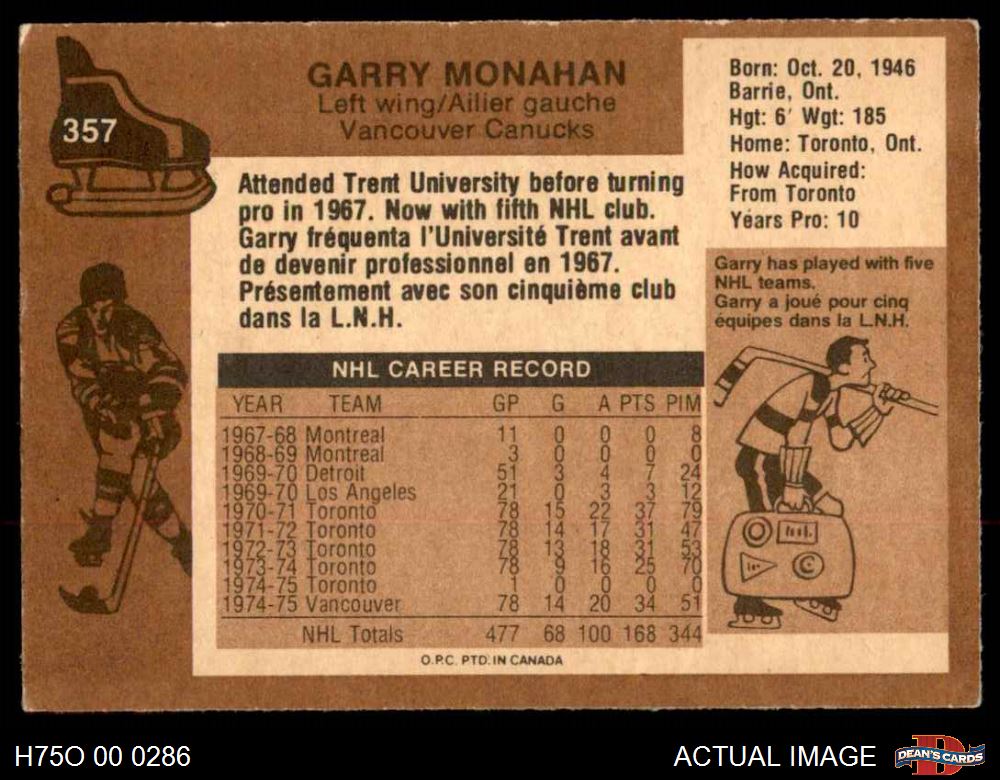 GARRY MONAHAN
Left wing/Ailier gauche
Vancouver Canucks
357
Born: Oct. 20, 1946
Barrie, Ont.
Hgt: 6' Wgt: 185
Home: Toronto, Ont.
How Acquired:
From Toronto
Years Pro: 10
Attended Trent University before turning
pro in 1967. Now with fifth NHL club.
Garry fréquenta l'Université Trent avant
de devenir professionnel en 1967.
Présentement avec son cinquième club
dans la L.N.H.
Garry has played with five
NHL teams.
Garry a joué pour cinq
équipes dans la L.N.H.
NHL CAREER RECORD
YEAR TEAM GP G A PTS PIM
1967-68 Montreal 11 0 0 0 8
1968-69 Montreal 3 0 0 0 0
1969-70 Detroit 51 3 4 7 24
1969-70 Los Angeles 21 0 3 3 12
1970-71 Toronto 78 15 22 37 79
1971-72 Toronto 78 14 17 31 47
1972-73 Toronto 78 13 18 31 53
1973-74 Toronto 78 9 16 25 70
1974-75 Toronto 1 0 0 0 0
1974-75 Vancouver 78 14 20 34 51
NHL Totals 477 68 100 168 344
O.P.C. PTD. IN CANADA
H75O 00 0286
ACTUAL IMAGE
D
DEAN'S CARDS